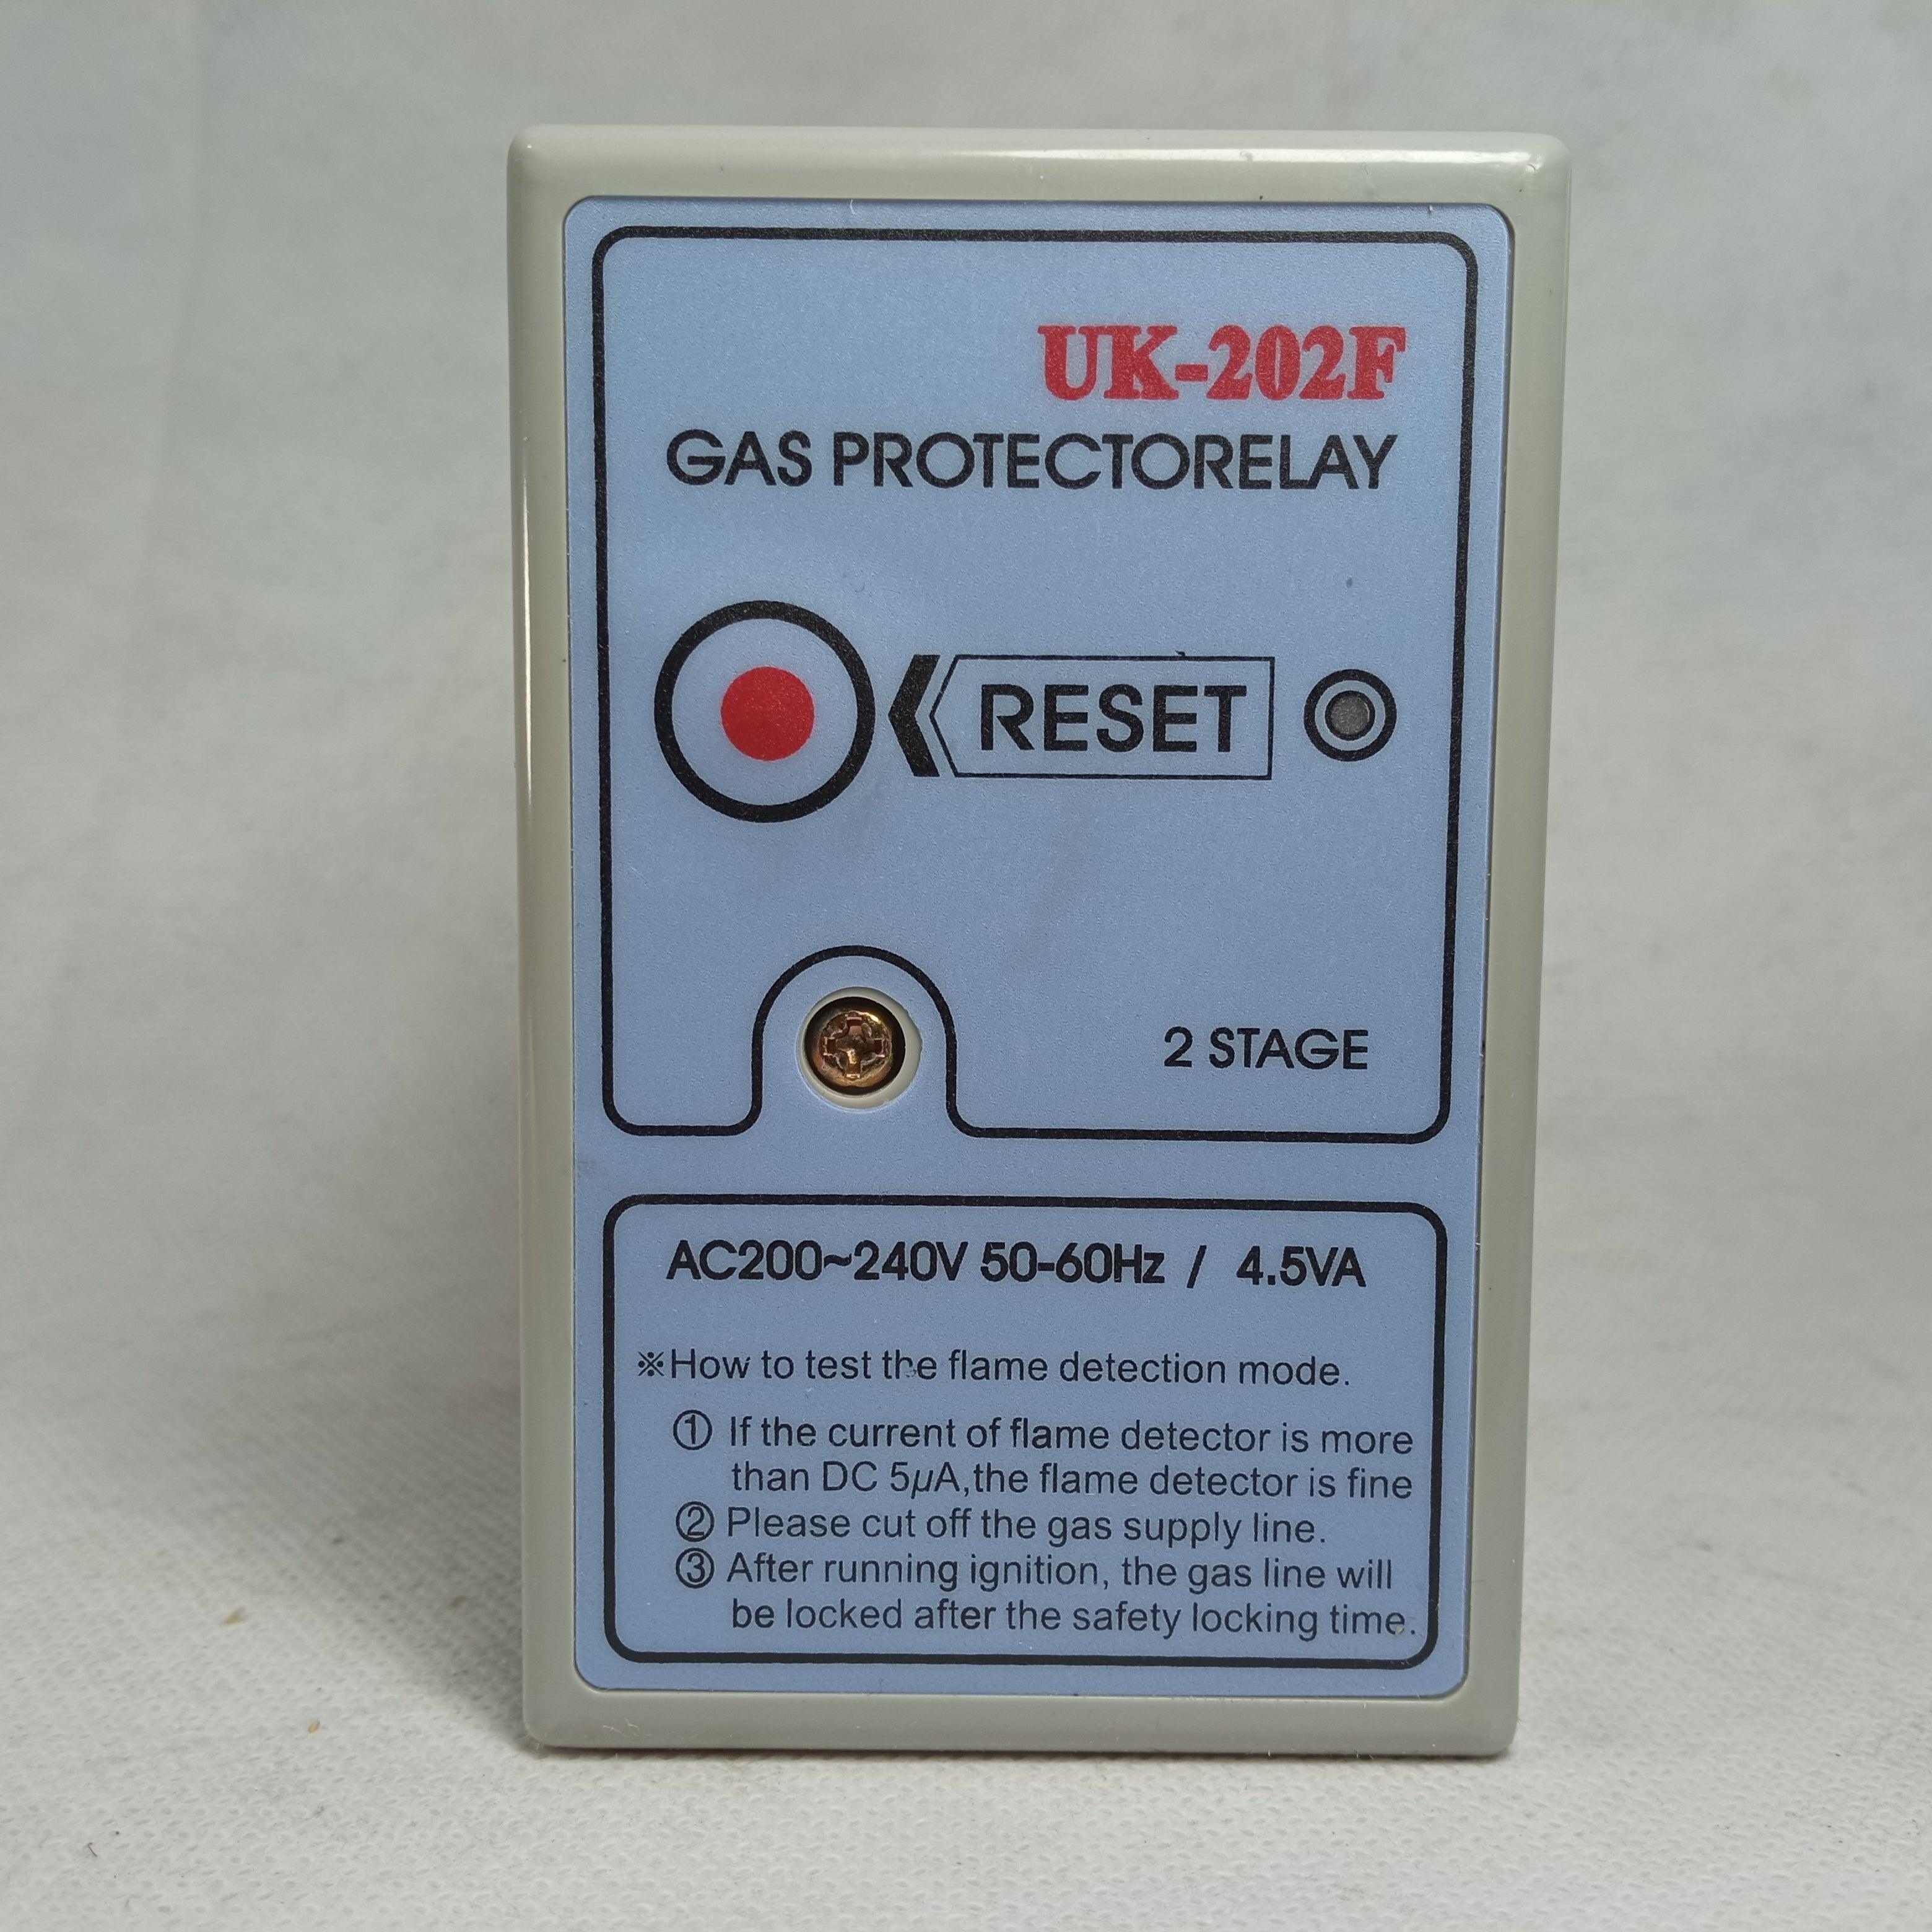 UK-202F
GAS PROTECTORELAY
RESET
2 STAGE
AC200~240V 50-60Hz / 4.5VA
※How to test the flame detection mode.
① If the current of flame detector is more
than DC 5µA,the flame detector is fine
② Please cut off the gas supply line.
③ After running ignition, the gas line will
be locked after the safety locking time.